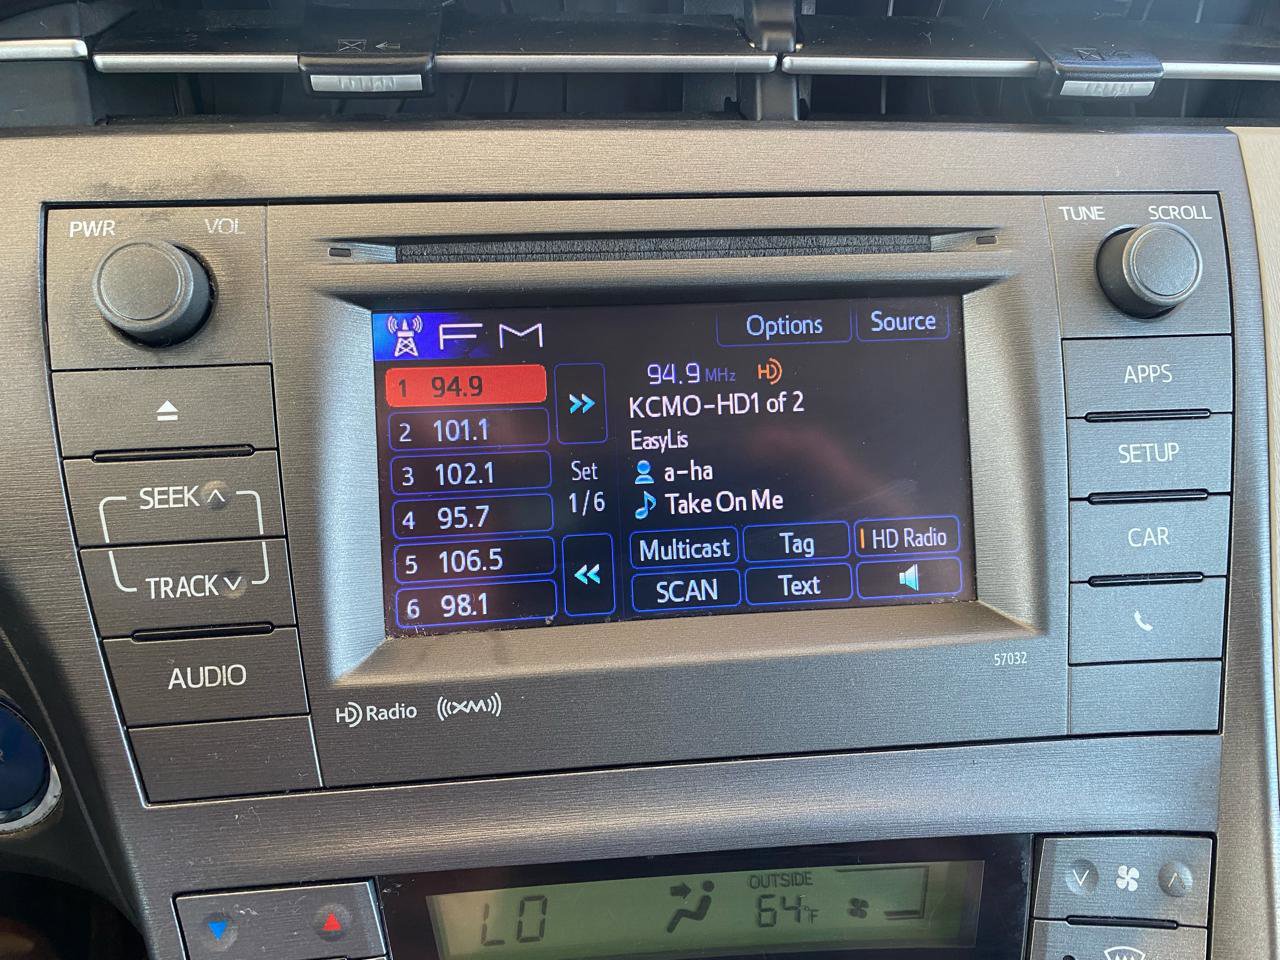 PWR VOL
TUNE SCROLL
FM
Options
Source
1 94.9
2 101.1
3 102.1
4 95.7
5 106.5
6 98.1
Set
1/6
94.9 MHz HD
KCMO-HD1 of 2
EasyLis
a-ha
Take On Me
Multicast
Tag
HD Radio
SCAN
Text
SEEK
TRACK
AUDIO
APPS
SETUP
CAR
57032
HD Radio
((XM))
LO
OUTSIDE
64°F